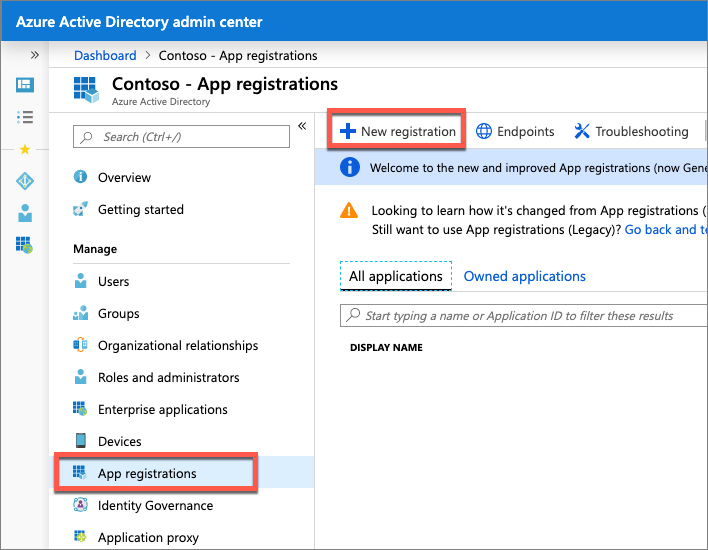 Azure Active Directory admin center
Dashboard > Contoso - App registrations
Contoso - App registrations
Azure Active Directory
Search (Ctrl+/)
Overview
Getting started
Manage
Users
Groups
Organizational relationships
Roles and administrators
Enterprise applications
Devices
App registrations
Identity Governance
Application proxy
New registration
Endpoints
Troubleshooting
Welcome to the new and improved App registrations (now Gene
Looking to learn how it's changed from App registrations (
Still want to use App registrations (Legacy)? Go back and te
All applications
Owned applications
Start typing a name or Application ID to filter these results
DISPLAY NAME